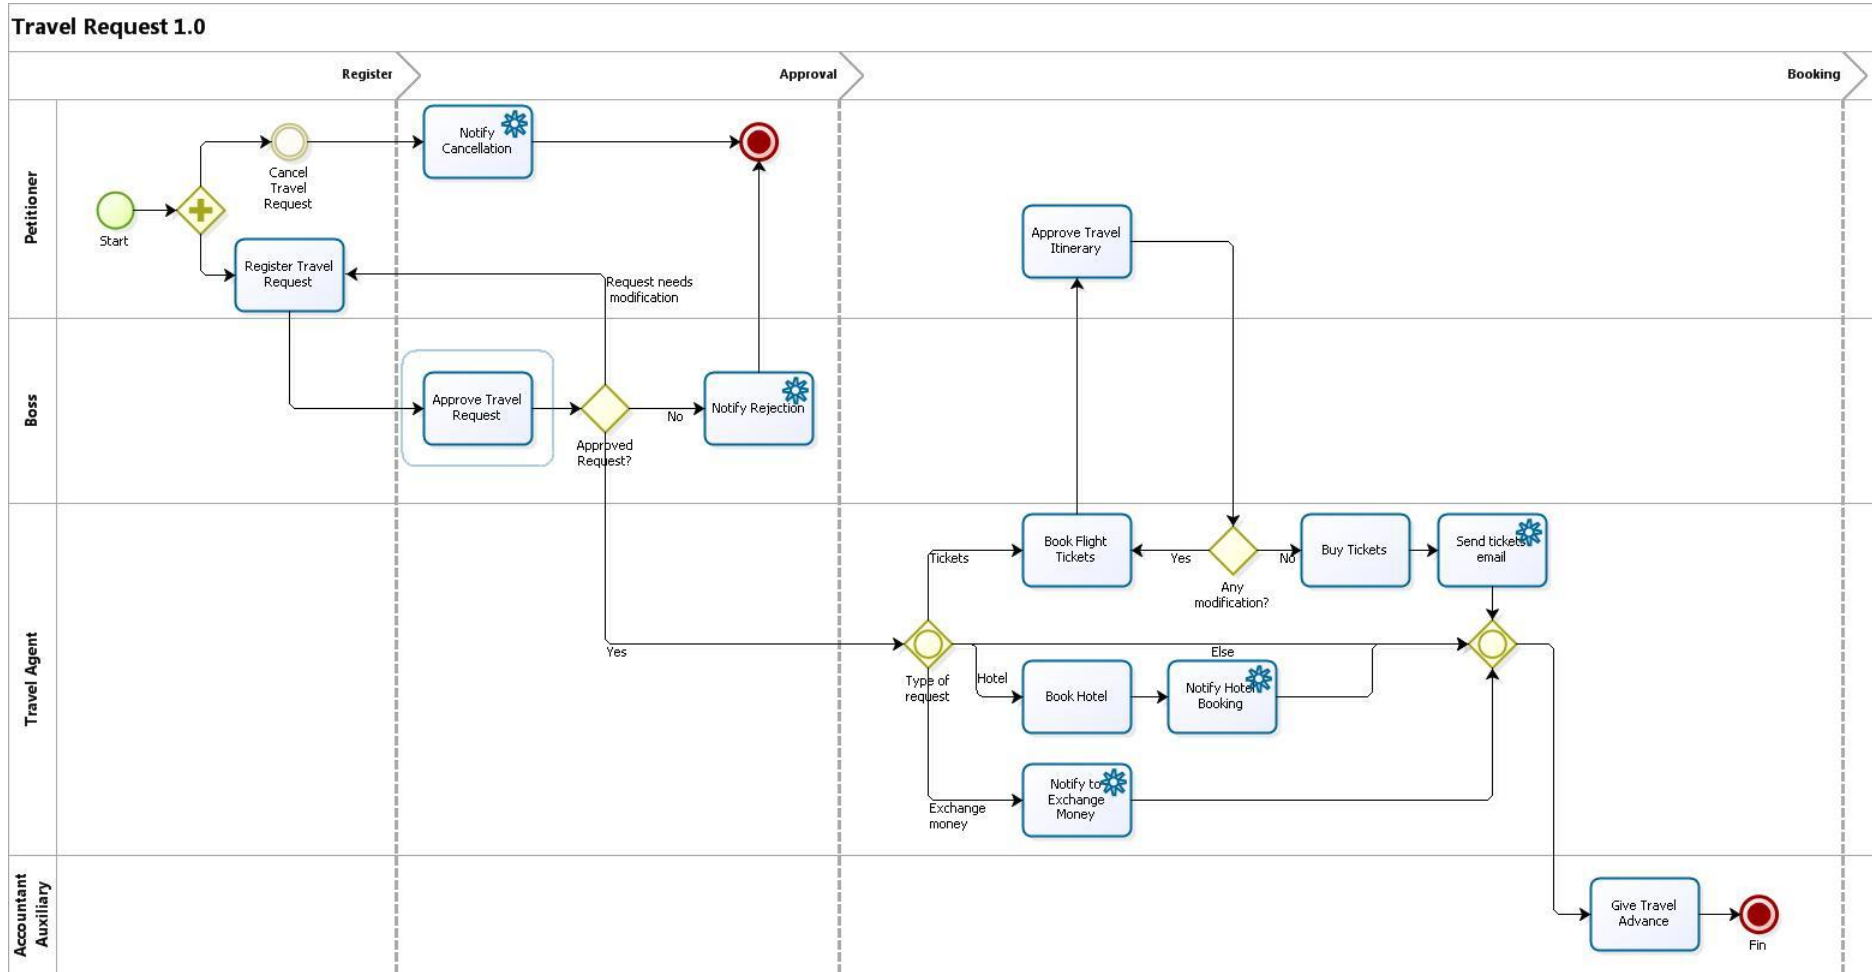 Travel Request 1.0
Register
Approval
Booking
Petitioner
Start
Cancel
Travel
Request
Notify
Cancellation
Register Travel
Request
Request needs
modification
Approve Travel
Itinerary
Boss
Approve Travel
Request
Approved
Request?
No
Notify Rejection
Travel Agent
Yes
Type of
request
Tickets
Book Flight
Tickets
Yes
Any
modification?
No
Buy Tickets
Send tickets
email
Else
Hotel
Book Hotel
Notify Hotel
Booking
Exchange
money
Notify to
Exchange
Money
Accountant
Auxiliary
Give Travel
Advance
Fin